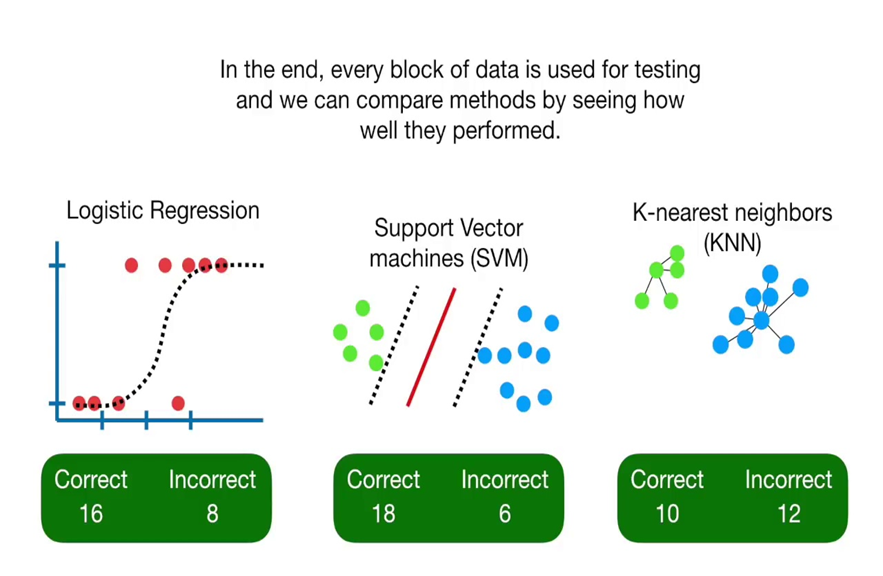 In the end, every block of data is used for testing
and we can compare methods by seeing how
well they performed.
Logistic Regression
Support Vector
machines (SVM)
K-nearest neighbors
(KNN)
Correct Incorrect
16 8
Correct Incorrect
18 6
Correct Incorrect
10 12